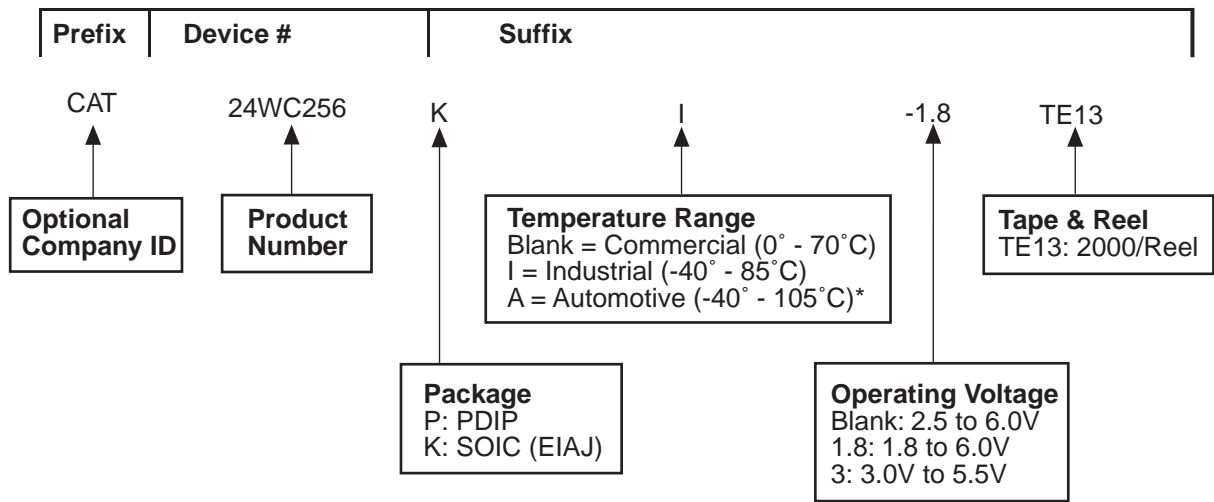 Prefix Device # Suffix
CAT 24WC256 K I -1.8 TE13
Optional
Company ID
Product
Number
Temperature Range
Blank = Commercial (0˚ - 70˚C)
I = Industrial (-40˚ - 85˚C)
A = Automotive (-40˚ - 105˚C)*
Tape & Reel
TE13: 2000/Reel
Package
P: PDIP
K: SOIC (EIAJ)
Operating Voltage
Blank: 2.5 to 6.0V
1.8: 1.8 to 6.0V
3: 3.0V to 5.5V